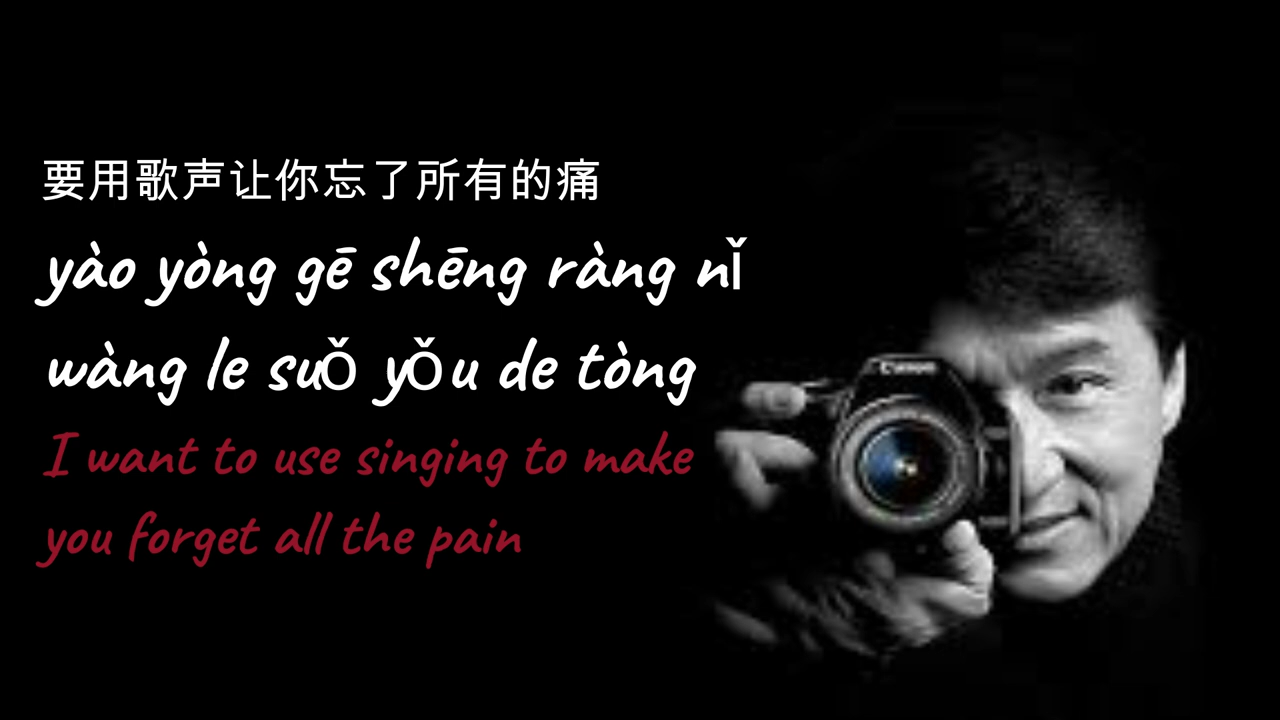 要用歌声让你忘了所有的痛
yào yòng gē shēng ràng nǐ
wàng le suǒ yǒu de tòng
I want to use singing to make
you forget all the pain
Canon